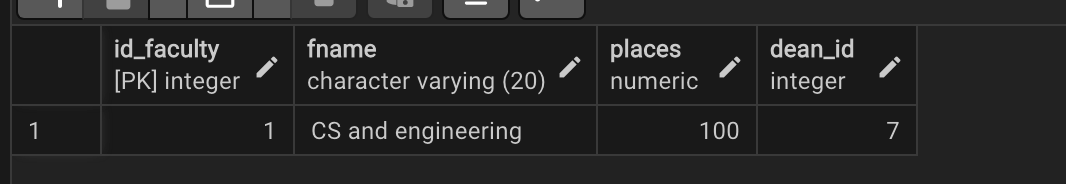 id_faculty fname places dean_id
[PK] integer character varying (20) numeric integer
1 1 CS and engineering 100 7